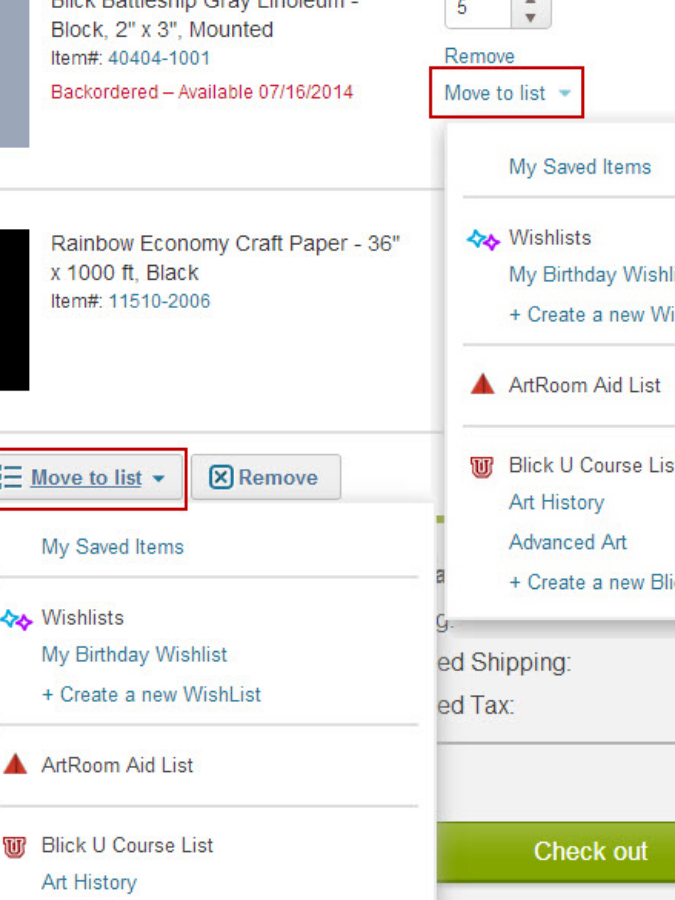 Blick Battleship Gray Linoleum -
Block, 2" x 3", Mounted
Item#: 40404-1001
Backordered – Available 07/16/2014
5
Remove
Move to list
My Saved Items
Wishlists
My Birthday Wishli
+ Create a new Wi
ArtRoom Aid List
Blick U Course Lis
Art History
Advanced Art
+ Create a new Bli
Rainbow Economy Craft Paper - 36"
x 1000 ft, Black
Item#: 11510-2006
Move to list
Remove
My Saved Items
Wishlists
My Birthday Wishlist
+ Create a new WishList
ArtRoom Aid List
Blick U Course List
Art History
g:
ed Shipping:
ed Tax:
Check out